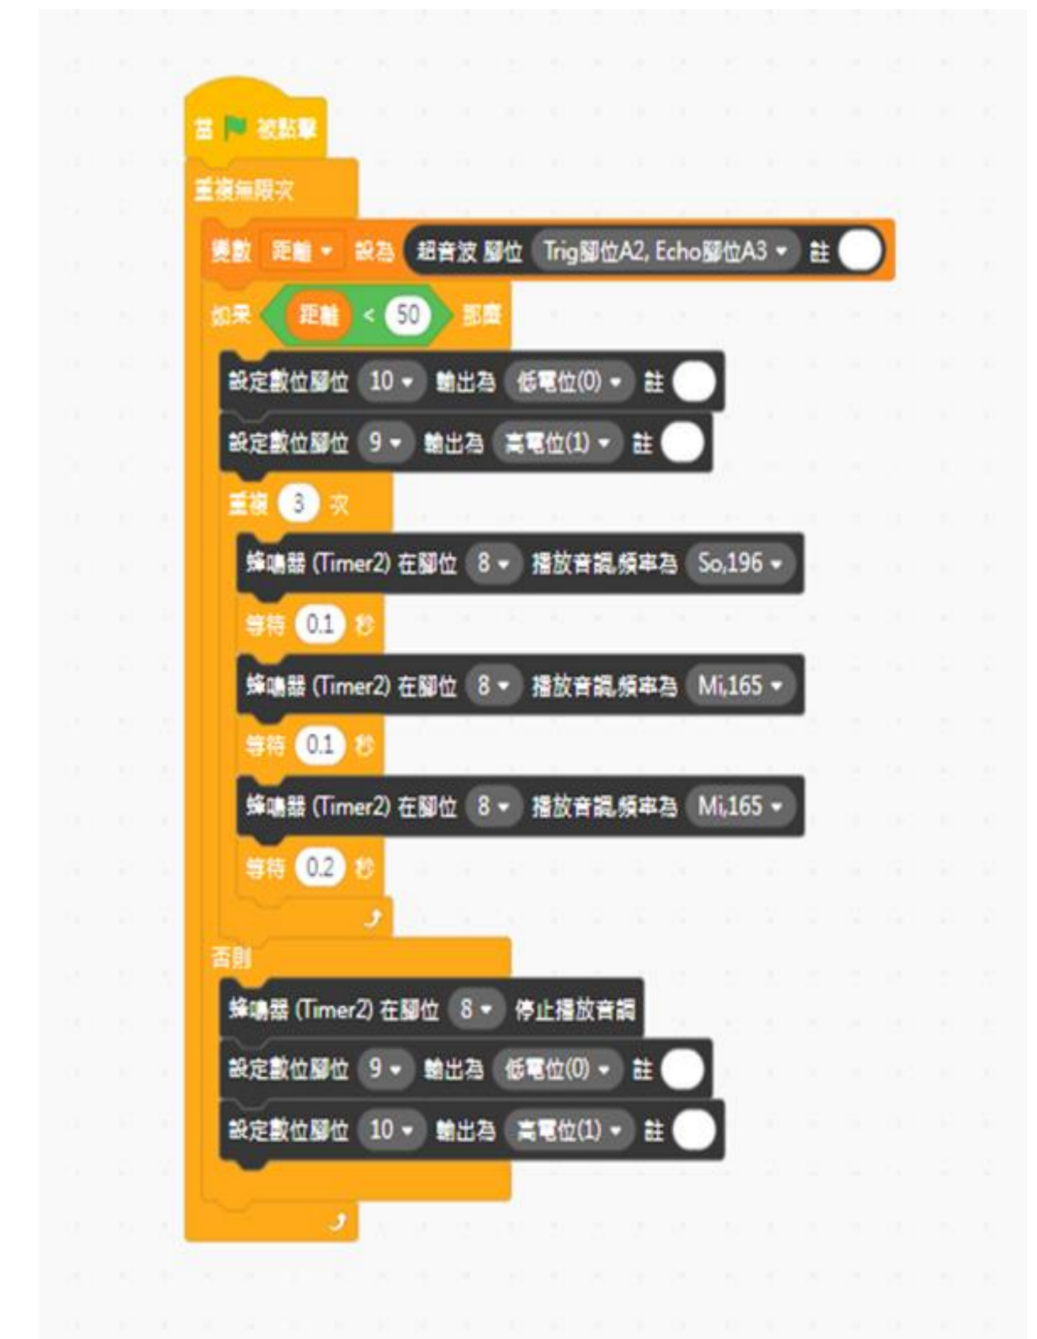 當 被點擊
重複無限次
變數 距離 設為 超音波 腳位 Trig腳位A2, Echo腳位A3 註
如果 距離 < 50 那麼
設定數位腳位 10 輸出為 低電位(0) 註
設定數位腳位 9 輸出為 高電位(1) 註
重複 3 次
蜂鳴器 (Timer2) 在腳位 8 播放音調,頻率為 So,196
等待 0.1 秒
蜂鳴器 (Timer2) 在腳位 8 播放音調,頻率為 Mi,165
等待 0.1 秒
蜂鳴器 (Timer2) 在腳位 8 播放音調,頻率為 Mi,165
等待 0.2 秒
否則
蜂鳴器 (Timer2) 在腳位 8 停止播放音調
設定數位腳位 9 輸出為 低電位(0) 註
設定數位腳位 10 輸出為 高電位(1) 註